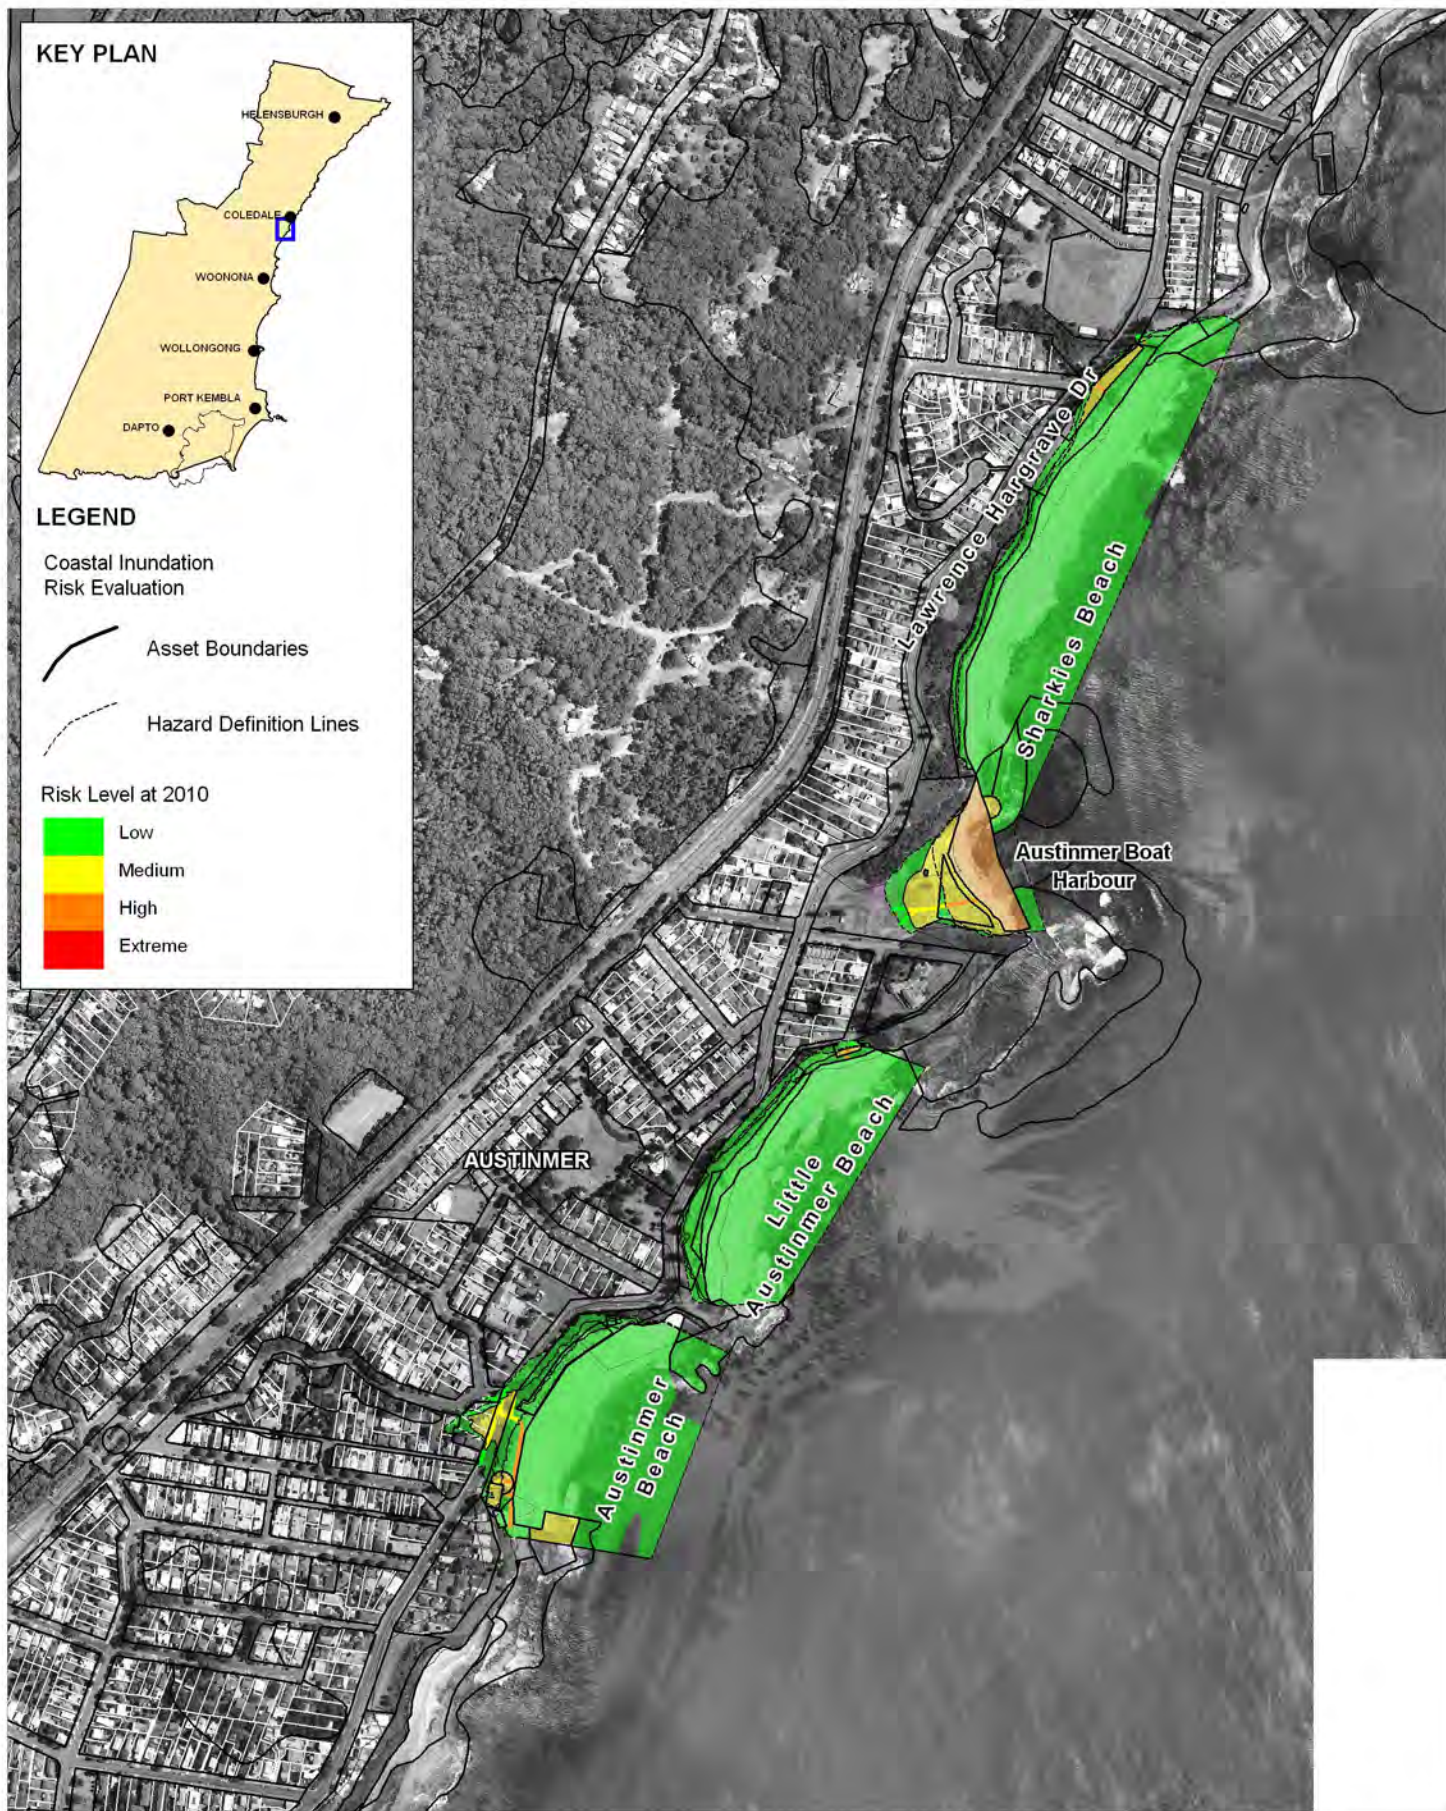 KEY PLAN
HELENSBURGH
COLEDALE
WOONONA
WOLLONGONG
PORT KEMBLA
DAPTO
LEGEND
Coastal Inundation
Risk Evaluation
Asset Boundaries
Hazard Definition Lines
Risk Level at 2010
Low
Medium
High
Extreme
Lawrence Hargrave Dr
Sharkies Beach
Austinmer Boat
Harbour
Little
Austinmer Beach
AUSTINMER
Austinmer
Beach